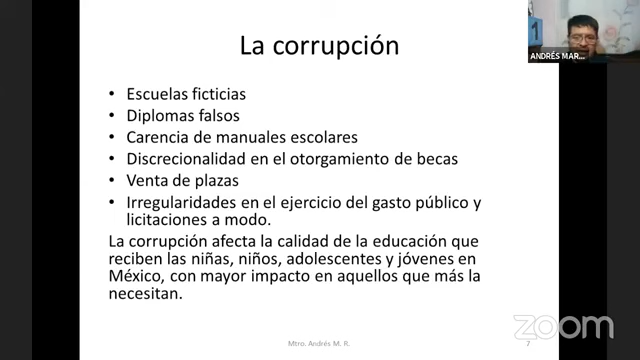 La corrupción
ANDRÉS MAR...
• Escuelas ficticias
• Diplomas falsos
• Carencia de manuales escolares
• Discrecionalidad en el otorgamiento de becas
• Venta de plazas
• Irregularidades en el ejercicio del gasto público y
licitaciones a modo.
La corrupción afecta la calidad de la educación que
reciben las niñas, niños, adolescentes y jóvenes en
México, con mayor impacto en aquellos que más la
necesitan.
Mtro. Andrés M. R.
7
zoom
1